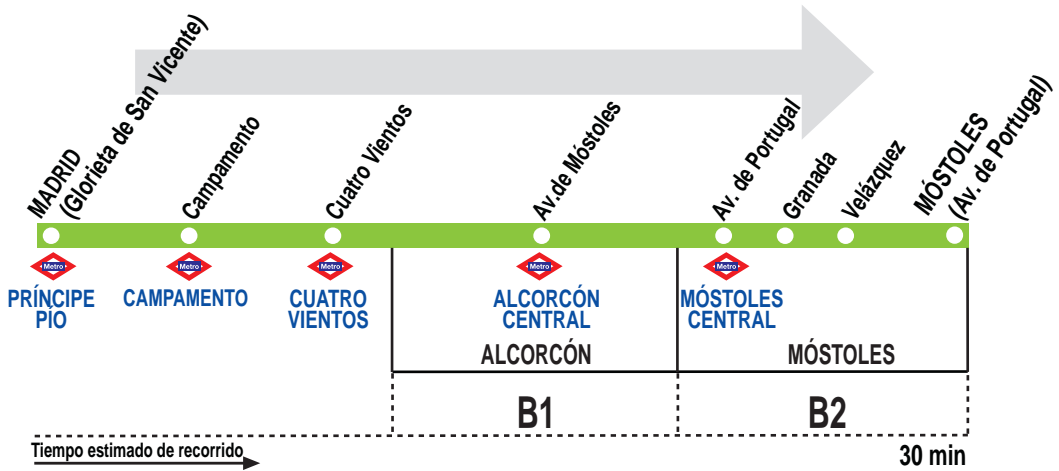 MADRID
(Glorieta de San Vicente)
Campamento
Cuatro Vientos
Av.de Móstoles
Av. de Portugal
Granada
Velázquez
MÓSTOLES
(Av. de Portugal)
Metro
Metro
Metro
Metro
Metro
PRÍNCIPE
PIO
CAMPAMENTO
CUATRO
VIENTOS
ALCORCÓN
CENTRAL
MÓSTOLES
CENTRAL
ALCORCÓN
MÓSTOLES
B1
B2
Tiempo estimado de recorrido
30 min